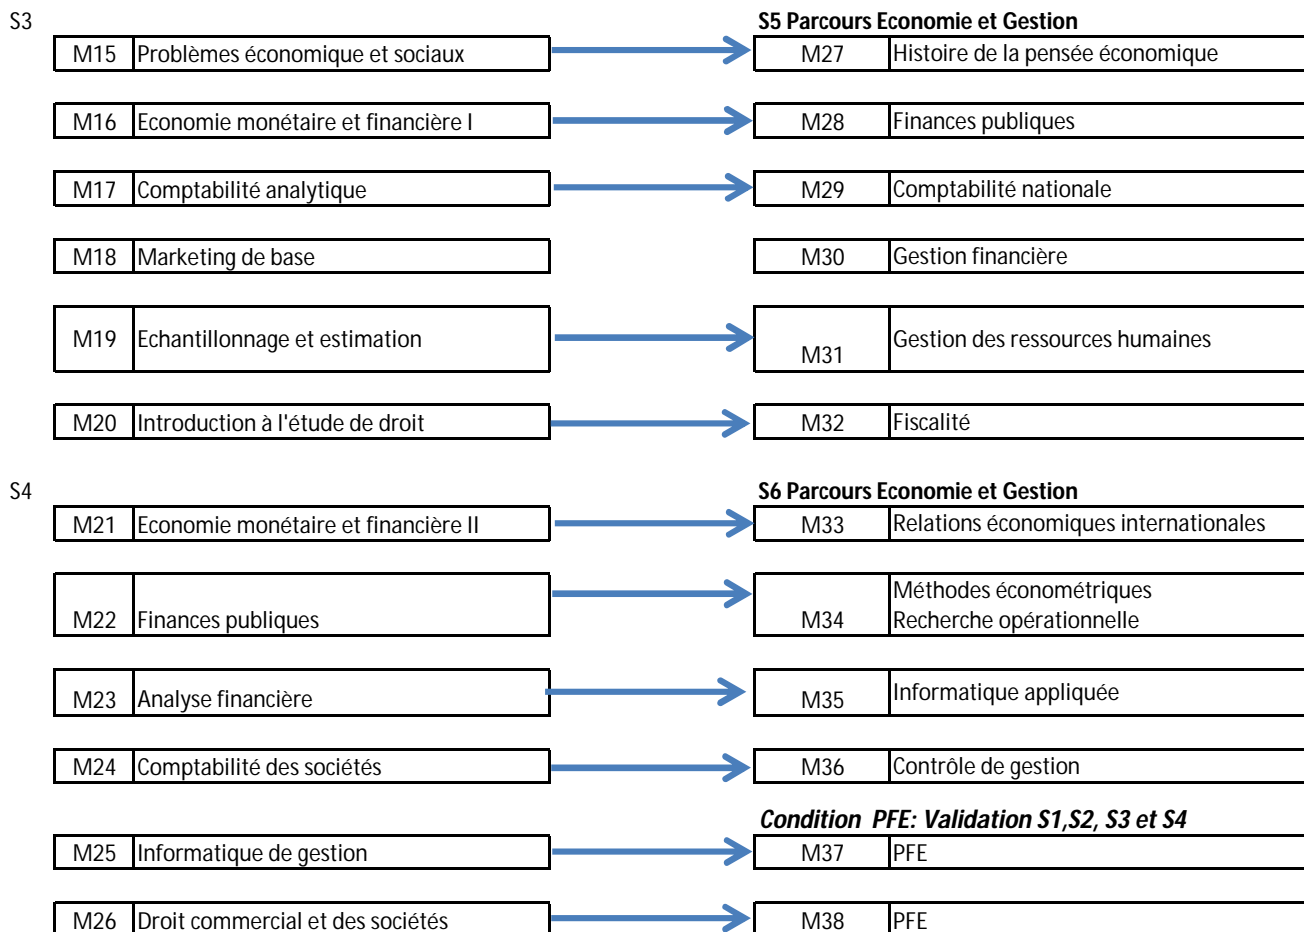 S3 S5 Parcours Economie et Gestion
M15 Problèmes économique et sociaux M27 Histoire de la pensée économique
M16 Economie monétaire et financière I M28 Finances publiques
M17 Comptabilité analytique M29 Comptabilité nationale
M18 Marketing de base M30 Gestion financière
M19 Echantillonnage et estimation M31 Gestion des ressources humaines
M20 Introduction à l'étude de droit M32 Fiscalité
S4 S6 Parcours Economie et Gestion
M21 Economie monétaire et financière II M33 Relations économiques internationales
Méthodes économétriques
M22 Finances publiques M34 Recherche opérationnelle
M23 Analyse financière M35 Informatique appliquée
M24 Comptabilité des sociétés M36 Contrôle de gestion
Condition PFE: Validation S1,S2, S3 et S4
M25 Informatique de gestion M37 PFE
M26 Droit commercial et des sociétés M38 PFE